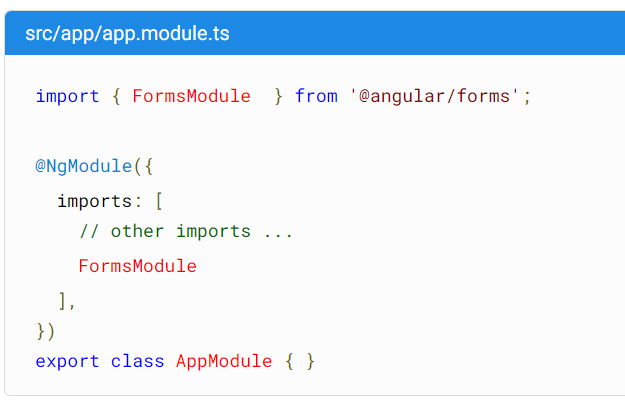 src/app/app.module.ts
import { FormsModule  } from '@angular/forms';
@NgModule({
  imports: [
    // other imports ...
    FormsModule
  ],
})
export class AppModule { }